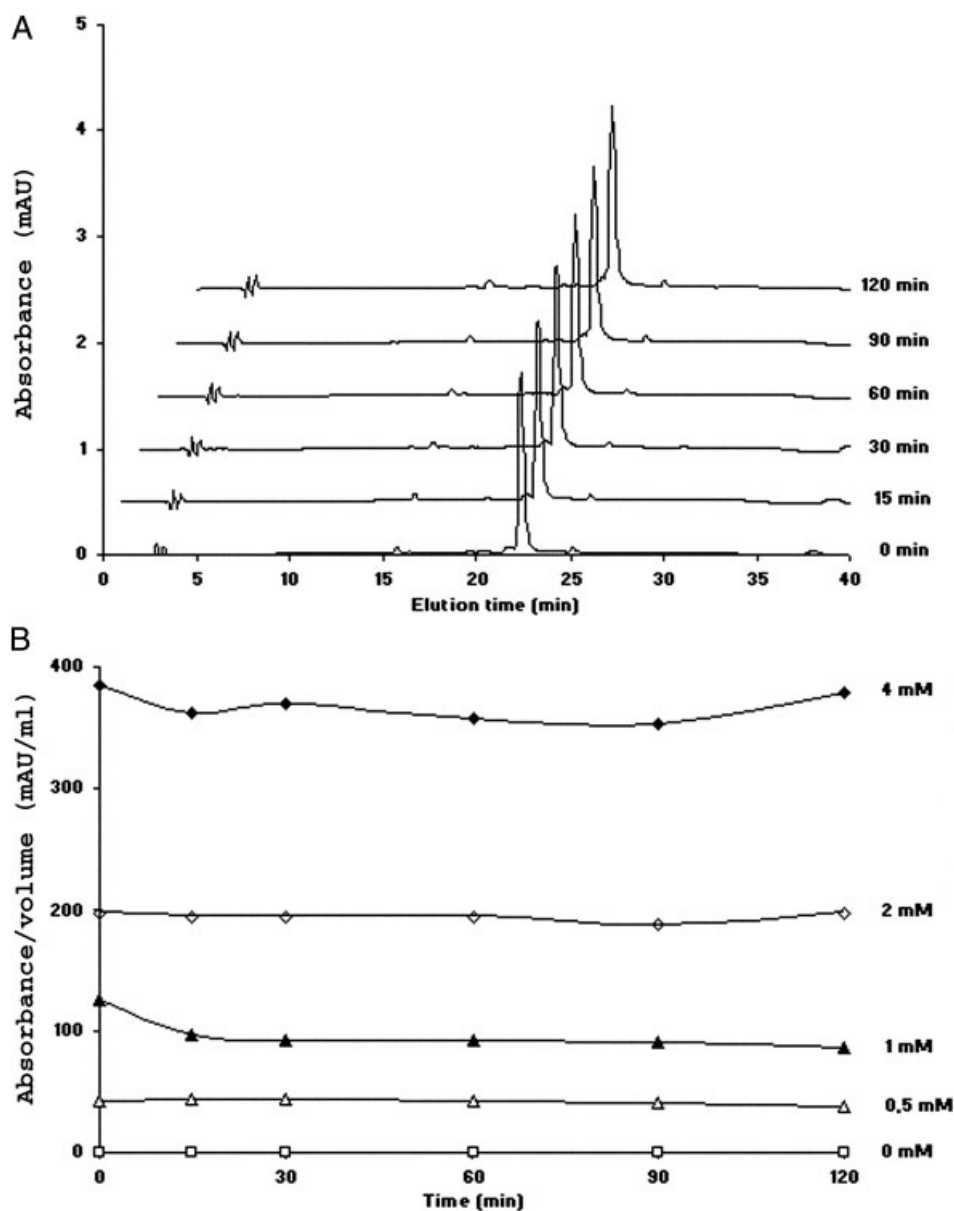 A
Absorbance (mAU)
5
4
3
2
1
0
120 min
90 min
60 min
30 min
15 min
0 min
0 5 10 15 20 25 30 35 40
Elution time (min)
B
Absorbance/volume (mAU/ml)
400
300
200
100
0
4 mM
2 mM
1 mM
0,5 mM
0 mM
0 15 30 60 90 120
Time (min)